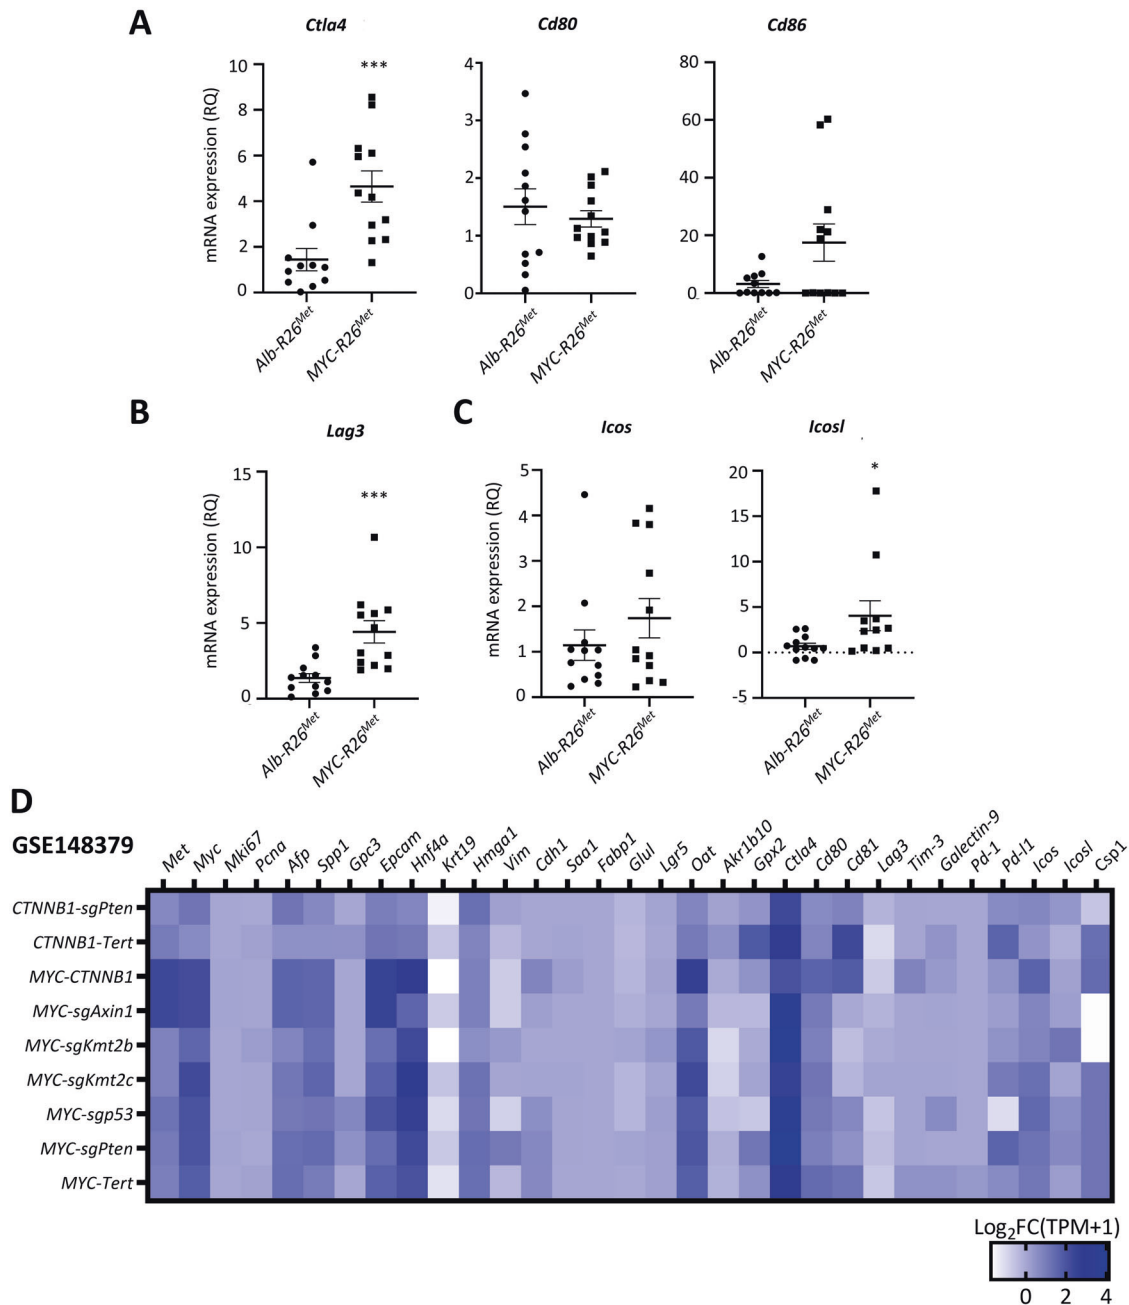 A
Ctla4
Cd80
Cd86
mRNA expression (RQ)
10
8
6
4
2
0
***
4
3
2
1
0
80
60
40
20
0
Alb-R26Met
MYC-R26Met
Alb-R26Met
MYC-R26Met
Alb-R26Met
MYC-R26Met
B
C
Lag3
Icos
Icosl
mRNA expression (RQ)
15
10
5
0
***
mRNA expression (RQ)
5
4
3
2
1
0
20
15
10
5
0
-5
*
Alb-R26Met
MYC-R26Met
Alb-R26Met
MYC-R26Met
Alb-R26Met
MYC-R26Met
D
GSE148379
Met
Myc
Mki67
Pcna
Afp
Spp1
Gpc3
Epcam
Hnf4a
Krt19
Hmga1
Vim
Cdh1
Saa1
Fabp1
Glul
Lgr5
Oat
Akr1b10
Gpx2
Ctla4
Cd80
Cd81
Lag3
Tim-3
Galectin-9
Pd-1
Pd-l1
Icos
Icosl
Csp1
CTNNB1-sgPten
CTNNB1-Tert
MYC-CTNNB1
MYC-sgAxin1
MYC-sgKmt2b
MYC-sgKmt2c
MYC-sgp53
MYC-sgPten
MYC-Tert
Log2FC(TPM+1)
0 2 4